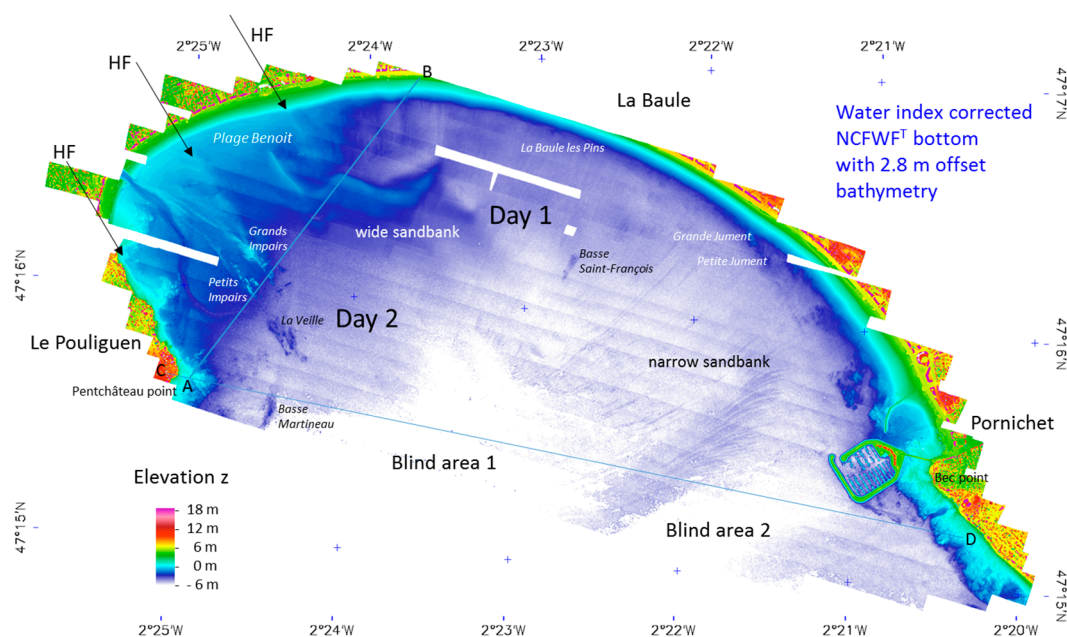 HF
2°25'W
2°24'W
2°23'W
2°22'W
2°21'W
HF
B
47°17'N
La Baule
Water index corrected
NCFWFᵀ bottom
with 2.8 m offset
bathymetry
Plage Benoit
La Baule les Pins
HF
Day 1
Grands
Impairs
wide sandbank
Grande Jument
Basse
Saint-François
Petite Jument
47°16'N
Petits
Impairs
La Veille
Day 2
Le Pouliguen
narrow sandbank
47°16'N
C
A
Pentchâteau point
Basse
Martineau
Pornichet
Blind area 1
Bec point
Elevation z
18 m
12 m
6 m
0 m
- 6 m
Blind area 2
D
47°15'N
47°15'N
2°25'W
2°24'W
2°23'W
2°22'W
2°21'W
2°20'W